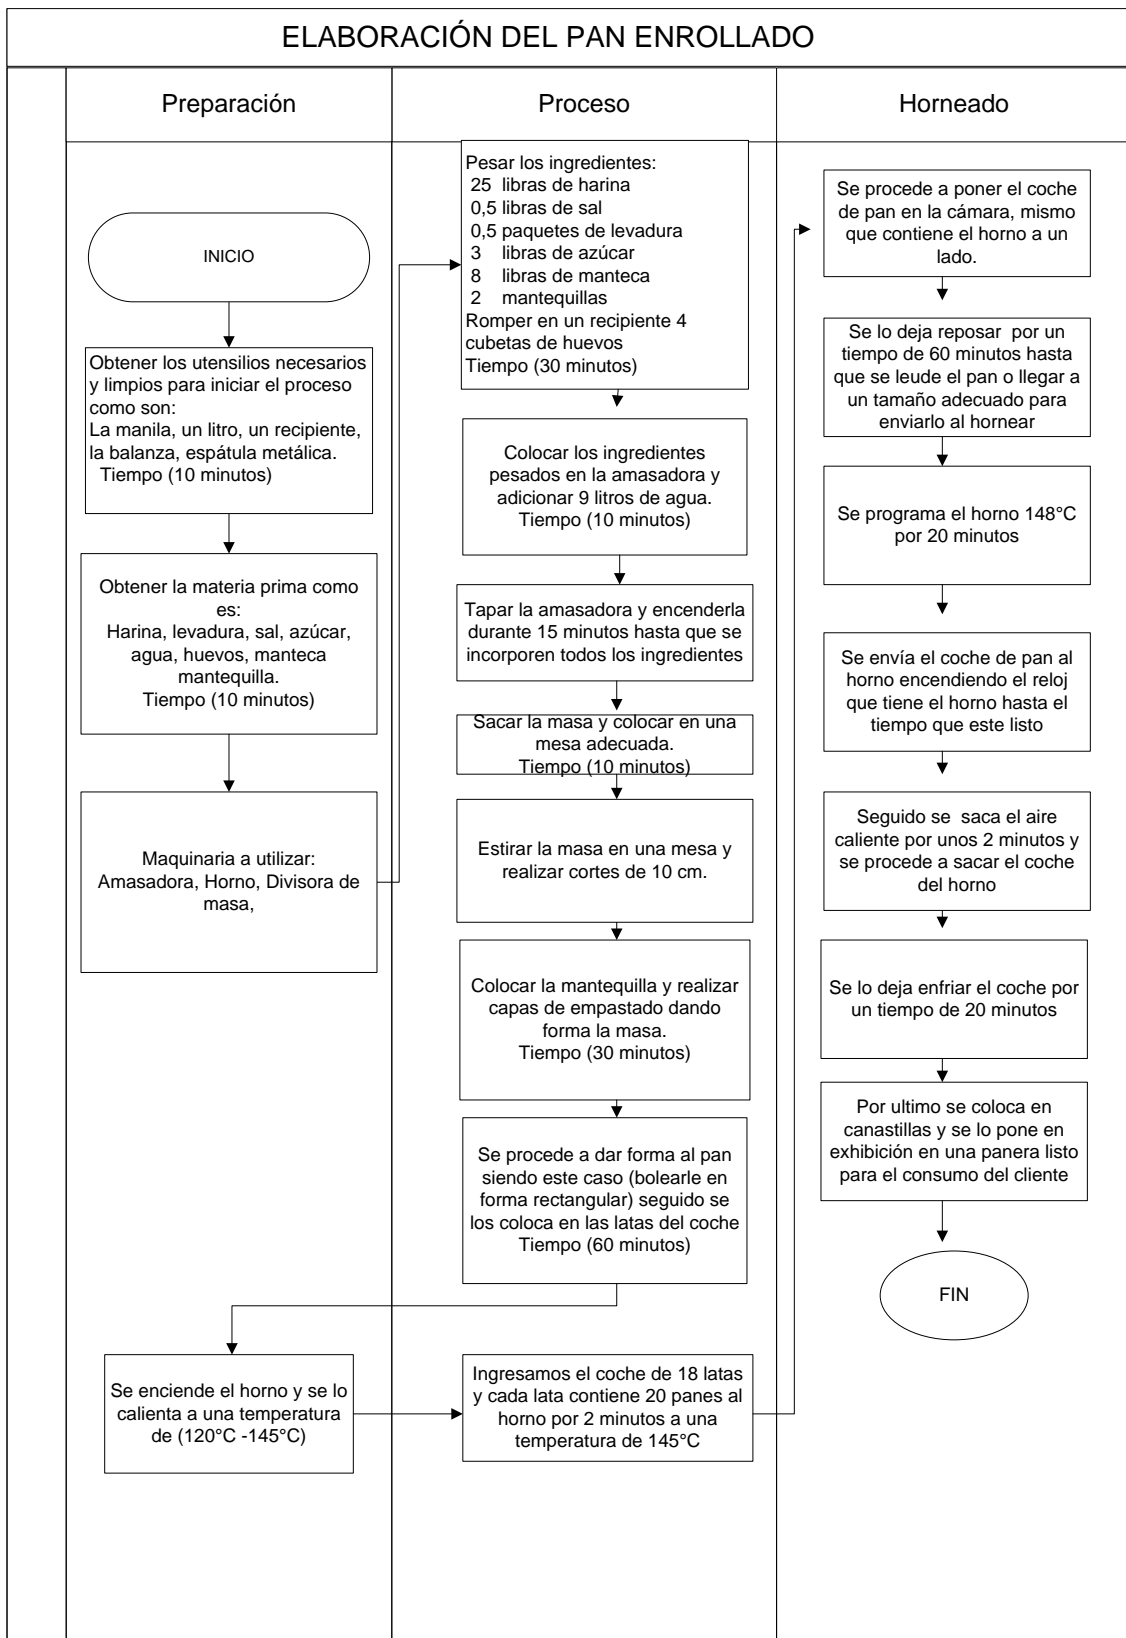 ELABORACIÓN DEL PAN ENROLLADO
Preparación
Proceso
Horneado
INICIO
Obtener los utensilios necesarios
y limpios para iniciar el proceso
como son:
La manila, un litro, un recipiente,
la balanza, espátula metálica.
Tiempo (10 minutos)
Obtener la materia prima como
es:
Harina, levadura, sal, azúcar,
agua, huevos, manteca
mantequilla.
Tiempo (10 minutos)
Maquinaria a utilizar:
Amasadora, Horno, Divisora de
masa,
Pesar los ingredientes:
25 libras de harina
0,5 libras de sal
0,5 paquetes de levadura
3 libras de azúcar
8 libras de manteca
2 mantequillas
Romper en un recipiente 4
cubetas de huevos
Tiempo (30 minutos)
Colocar los ingredientes
pesados en la amasadora y
adicionar 9 litros de agua.
Tiempo (10 minutos)
Tapar la amasadora y encenderla
durante 15 minutos hasta que se
incorporen todos los ingredientes
Sacar la masa y colocar en una
mesa adecuada.
Tiempo (10 minutos)
Estirar la masa en una mesa y
realizar cortes de 10 cm.
Colocar la mantequilla y realizar
capas de empastado dando
forma la masa.
Tiempo (30 minutos)
Se procede a dar forma al pan
siendo este caso (bolearle en
forma rectangular) seguido se
los coloca en las latas del coche
Tiempo (60 minutos)
Se enciende el horno y se lo
calienta a una temperatura
de (120°C -145°C)
Ingresamos el coche de 18 latas
y cada lata contiene 20 panes al
horno por 2 minutos a una
temperatura de 145°C
Se procede a poner el coche
de pan en la cámara, mismo
que contiene el horno a un
lado.
Se lo deja reposar por un
tiempo de 60 minutos hasta
que se leude el pan o llegar a
un tamaño adecuado para
enviarlo al hornear
Se programa el horno 148°C
por 20 minutos
Se envía el coche de pan al
horno encendiendo el reloj
que tiene el horno hasta el
tiempo que este listo
Seguido se saca el aire
caliente por unos 2 minutos y
se procede a sacar el coche
del horno
Se lo deja enfriar el coche por
un tiempo de 20 minutos
Por ultimo se coloca en
canastillas y se lo pone en
exhibición en una panera listo
para el consumo del cliente
FIN